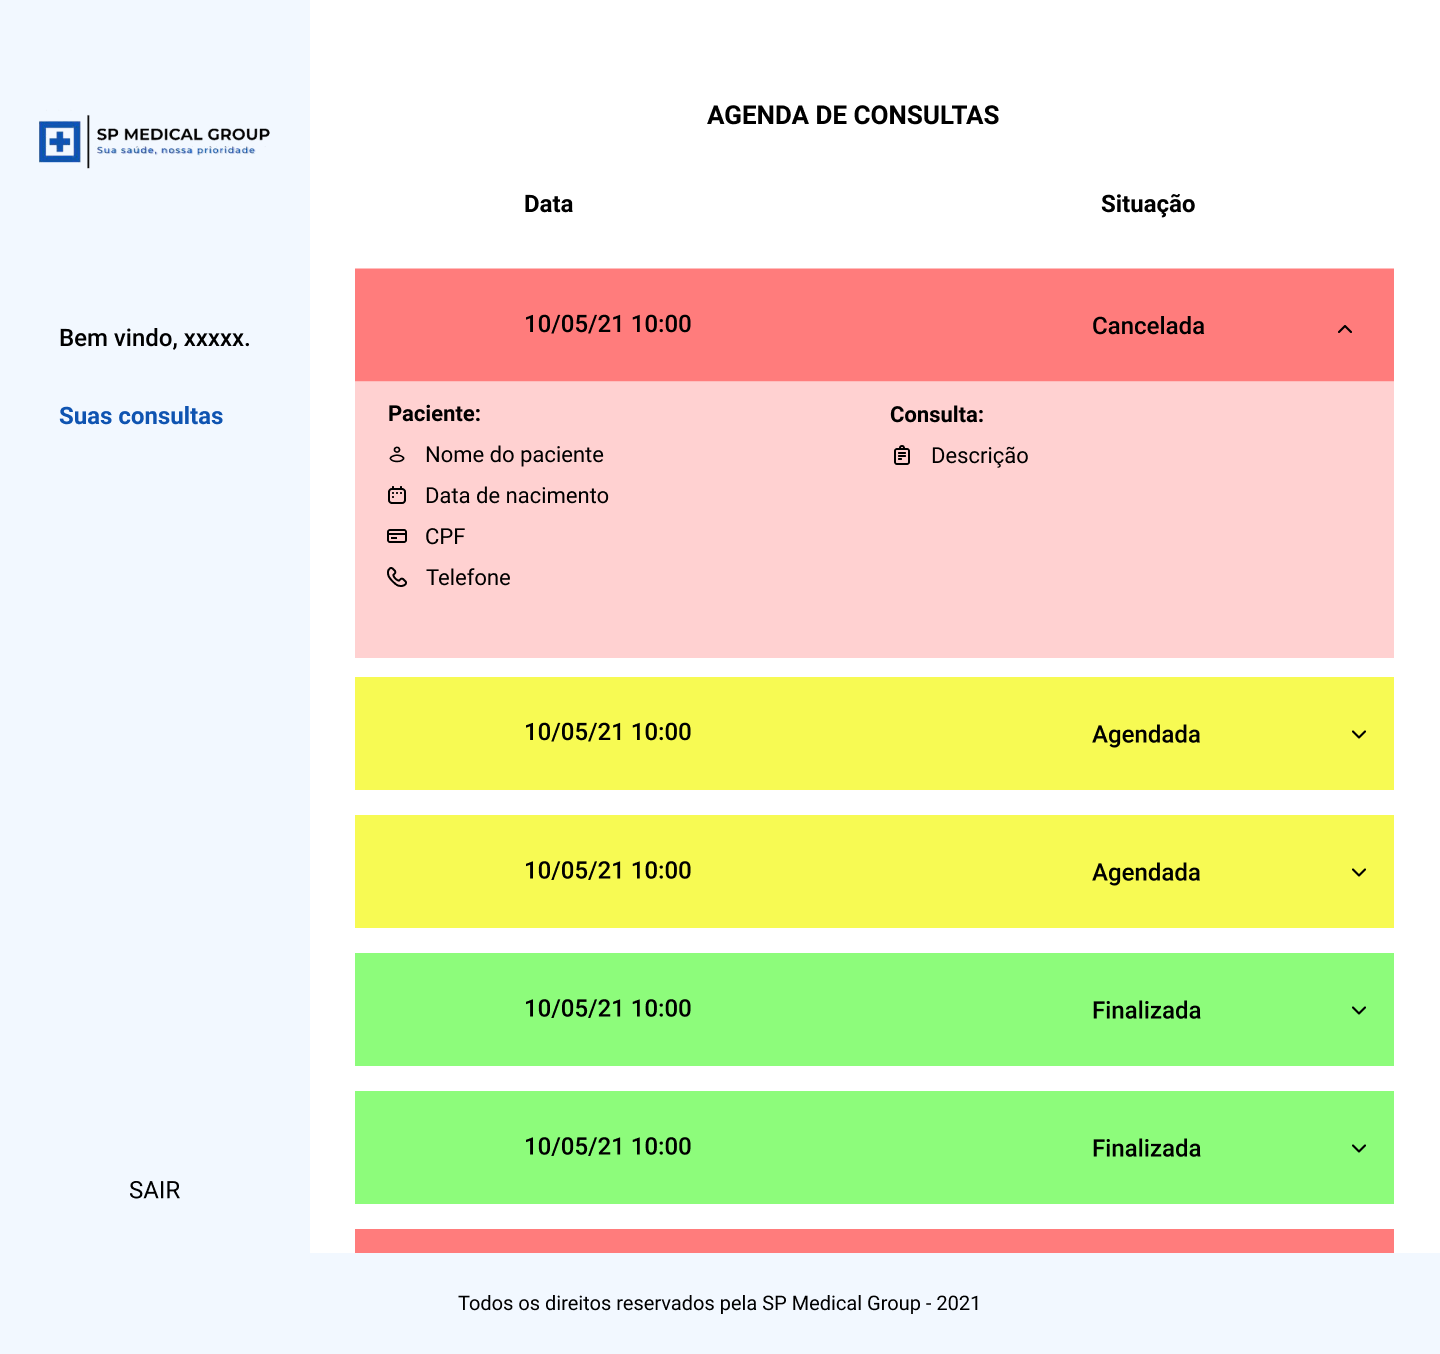 SP MEDICAL GROUP
Sua saúde, nossa prioridade
Bem vindo, xxxxx.
Suas consultas
SAIR
AGENDA DE CONSULTAS
Data Situação
10/05/21 10:00 Cancelada
Paciente: Consulta:
Nome do paciente Descrição
Data de nacimento
CPF
Telefone
10/05/21 10:00 Agendada
10/05/21 10:00 Agendada
10/05/21 10:00 Finalizada
10/05/21 10:00 Finalizada
Todos os direitos reservados pela SP Medical Group - 2021